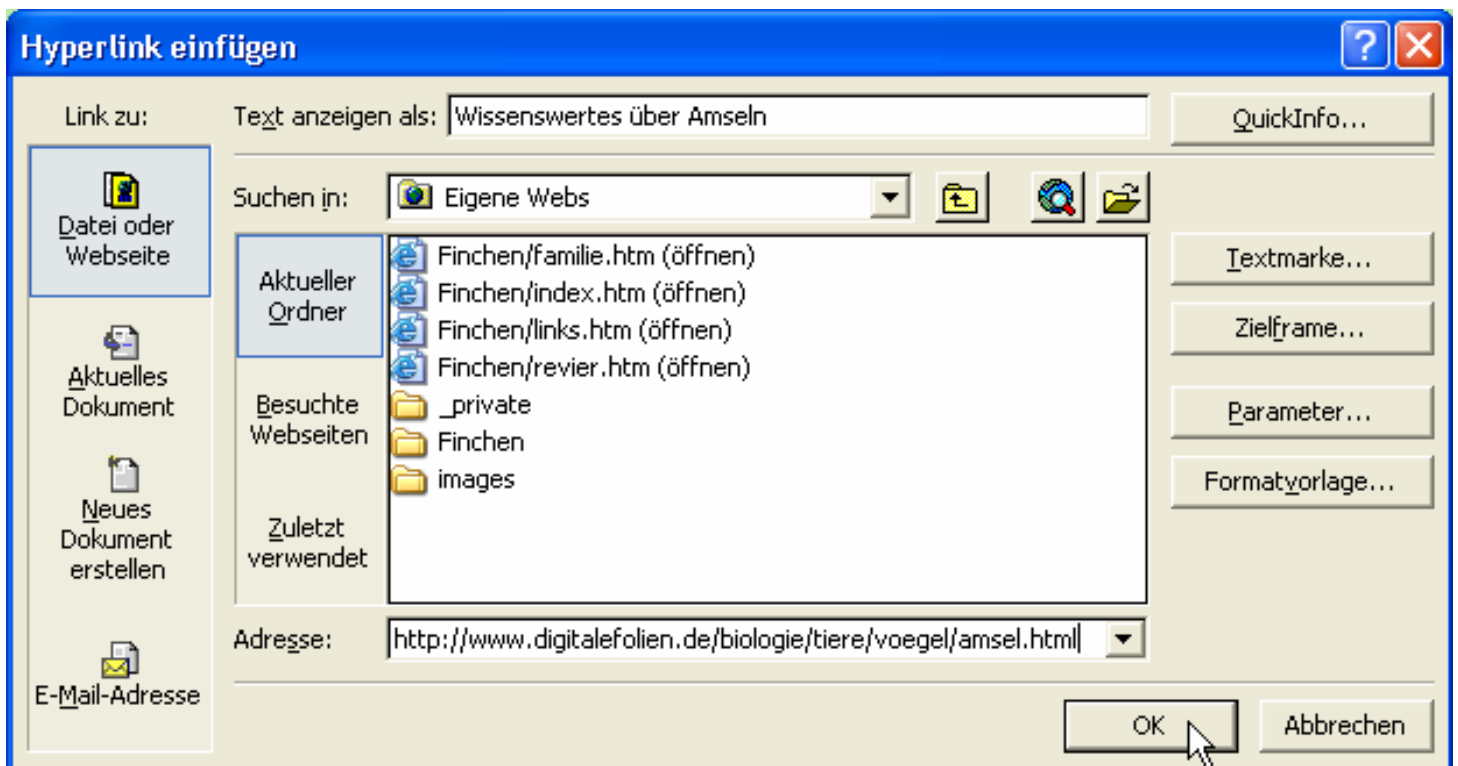 Hyperlink einfügen
Link zu:
Text anzeigen als: Wissenswertes über Amseln
QuickInfo...
Datei oder
Webseite
Aktuelles
Dokument
Neues
Dokument
erstellen
E-Mail-Adresse
Suchen in: Eigene Webs
Aktueller
Ordner
Besuchte
Webseiten
Zuletzt
verwendet
Finchen/familie.htm (öffnen)
Finchen/index.htm (öffnen)
Finchen/links.htm (öffnen)
Finchen/revier.htm (öffnen)
_private
Finchen
images
Textmarke...
Zielframe...
Parameter...
Formatvorlage...
Adresse: http://www.digitalefolien.de/biologie/tiere/voegel/amsel.html
OK
Abbrechen